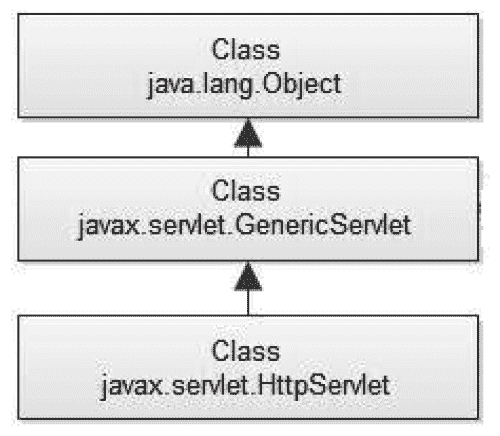 Class
java.lang.Object
Class
javax.servlet.GenericServlet
Class
javax.servlet.HttpServlet